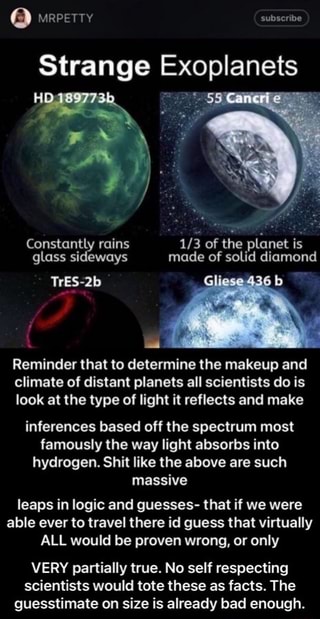 MRPETTY
subscribe
Strange Exoplanets
HD 189773b
55 Cancri e
Constantly rains
glass sideways
1/3 of the planet is
made of solid diamond
TrES-2b
Gliese 436 b
Reminder that to determine the makeup and
climate of distant planets all scientists do is
look at the type of light it reflects and make
inferences based off the spectrum most
famously the way light absorbs into
hydrogen. Shit like the above are such
massive
leaps in logic and guesses- that if we were
able ever to travel there id guess that virtually
ALL would be proven wrong, or only
VERY partially true. No self respecting
scientists would tote these as facts. The
guesstimate on size is already bad enough.